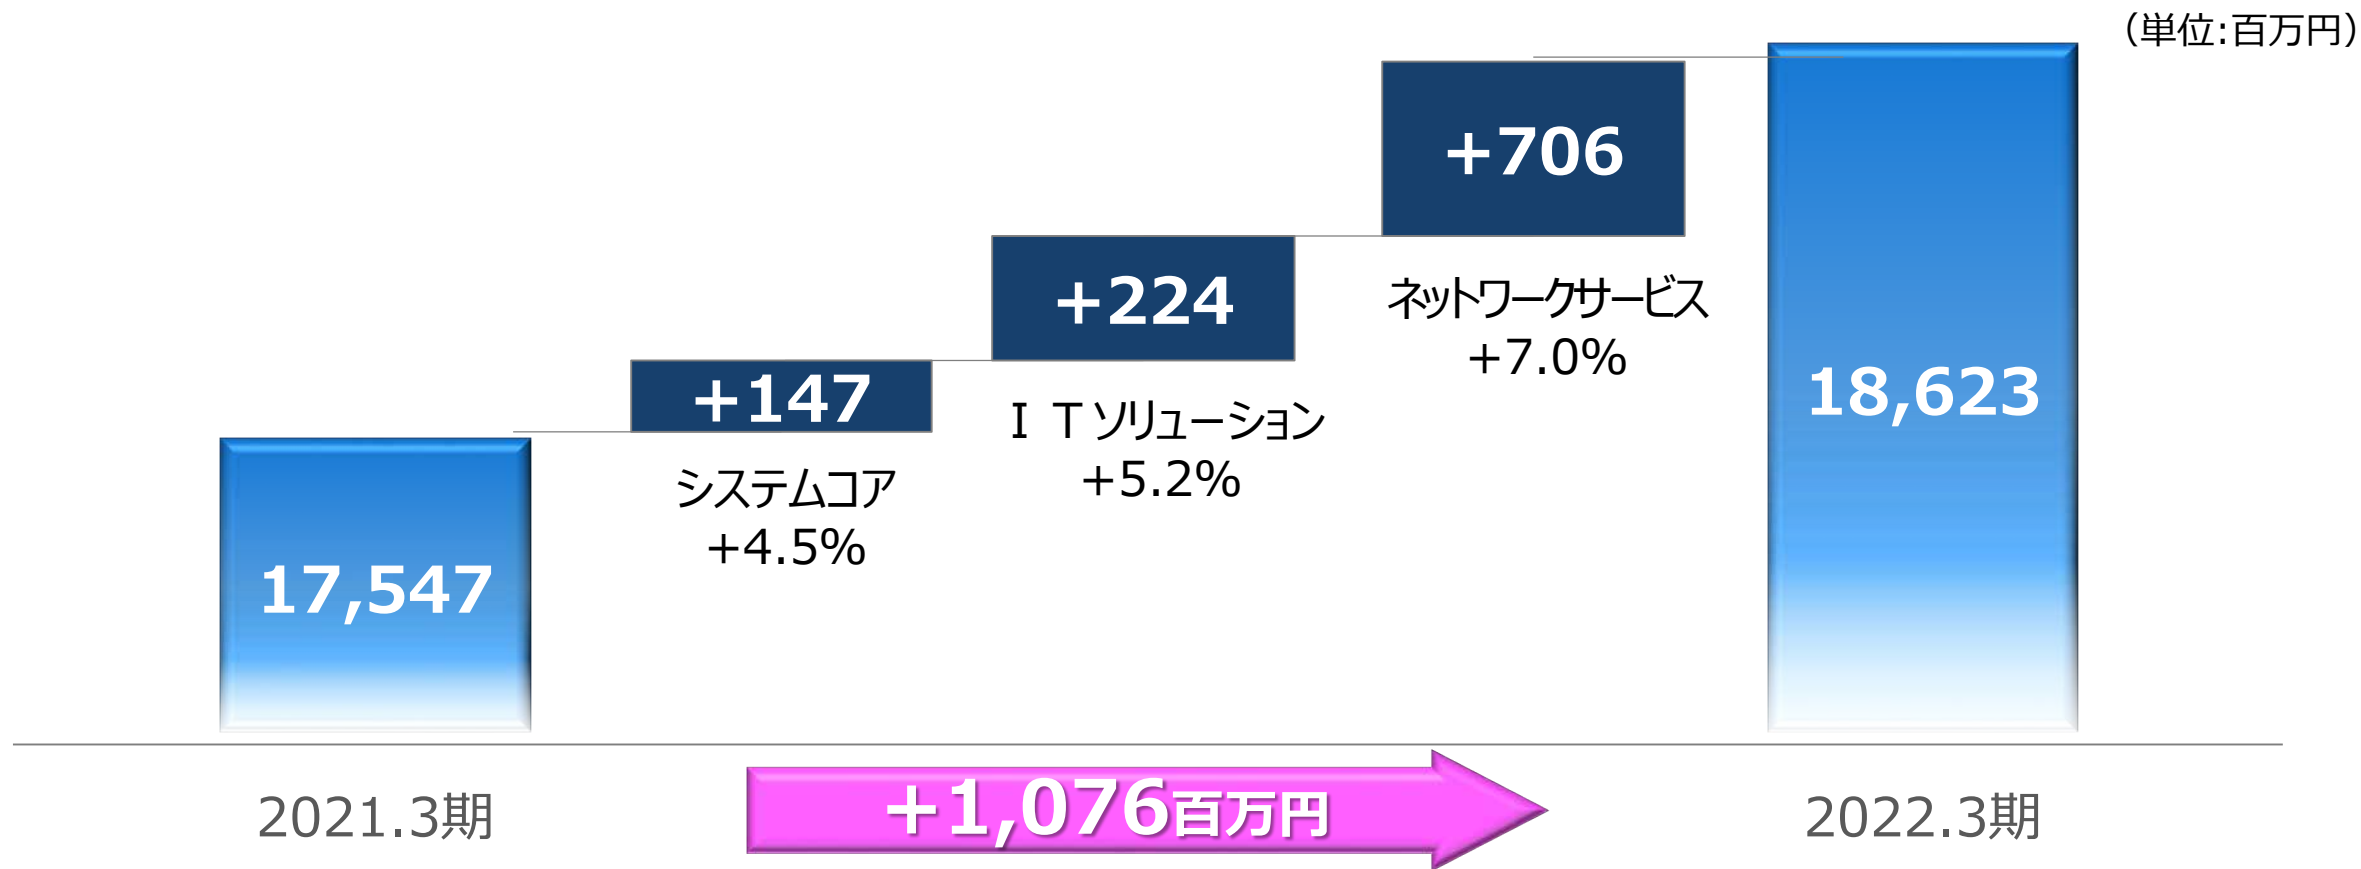 （単位:百万円）
+706
+224
ネットワークサービス
+7.0%
+147
18,623
ＩＴソリューション
+5.2%
システムコア
+4.5%
17,547
+1,076百万円
2021.3期
2022.3期